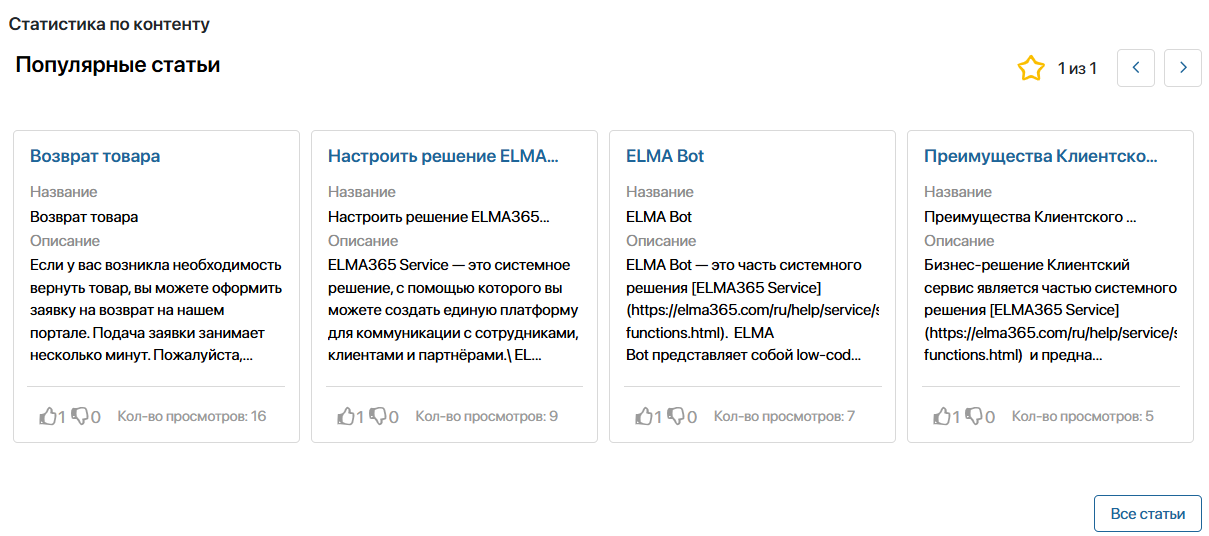 Статистика по контенту
Популярные статьи
1 из 1
Возврат товара
Название
Возврат товара
Описание
Если у вас возникла необходимость
вернуть товар, вы можете оформить
заявку на возврат на нашем
портале. Подача заявки занимает
несколько минут. Пожалуйста,...
1 0 Кол-во просмотров: 16
Настроить решение ELMA...
Название
Настроить решение ELMA365...
Описание
ELMA365 Service — это системное
решение, с помощью которого вы
можете создать единую платформу
для коммуникации с сотрудниками,
клиентами и партнёрами.\ EL...
1 0 Кол-во просмотров: 9
ELMA Bot
Название
ELMA Bot
Описание
ELMA Bot — это часть системного
решения [ELMA365 Service]
(https://elma365.com/ru/help/service/s
functions.html). ELMA
Bot представляет собой low-cod...
1 0 Кол-во просмотров: 7
Преимущества Клиентско...
Название
Преимущества Клиентского ...
Описание
Бизнес-решение Клиентский
сервис является частью системного
решения [ELMA365 Service]
(https://elma365.com/ru/help/service/s
functions.html) и предна...
1 0 Кол-во просмотров: 5
Все статьи